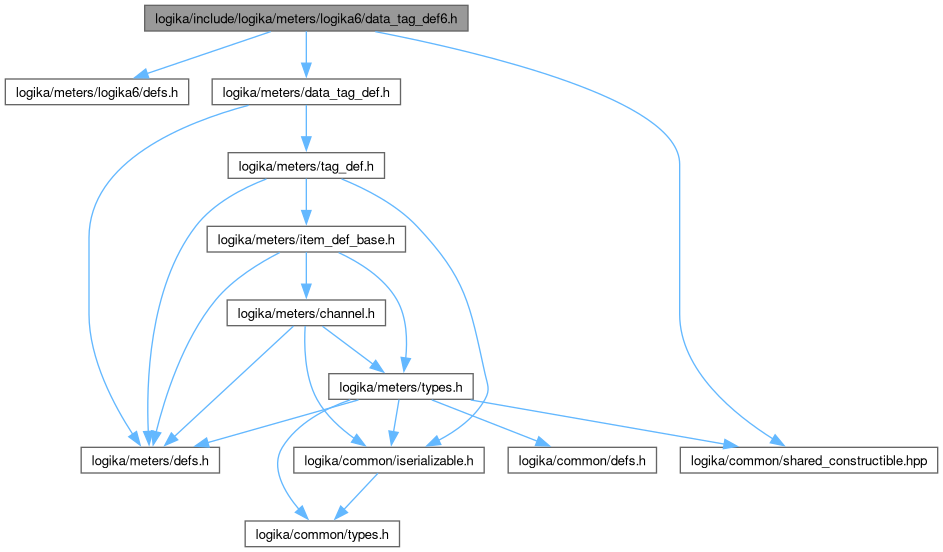 logika/include/logika/meters/logika6/data_tag_def6.h
logika/meters/logika6/defs.h
logika/meters/data_tag_def.h
logika/meters/tag_def.h
logika/meters/item_def_base.h
logika/meters/channel.h
logika/meters/types.h
logika/meters/defs.h
logika/common/iserializable.h
logika/common/defs.h
logika/common/shared_constructible.hpp
logika/common/types.h